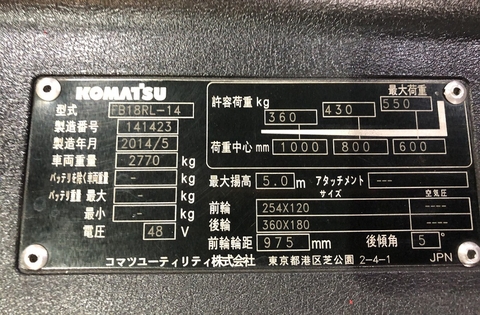 KOMATSU
型式 FB18RL-14
製造番号 141423
製造年月 2014/5
車両重量 2770 kg
バッテリを除く車両重量 - kg
バッテリ重量 最大 - kg
最小 - kg
電圧 48 V
最大荷重
許容荷重 kg 360 430 550
荷重中心 mm 1000 800 600
最大揚高 5.0 m アタッチメント ---
サイズ 空気圧
前輪 254X120 ---
後輪 360X180 ---
前輪輪距 975 mm 後傾角 5°
コマツユーティリティ株式会社 東京都港区芝公園 2-4-1 JPN